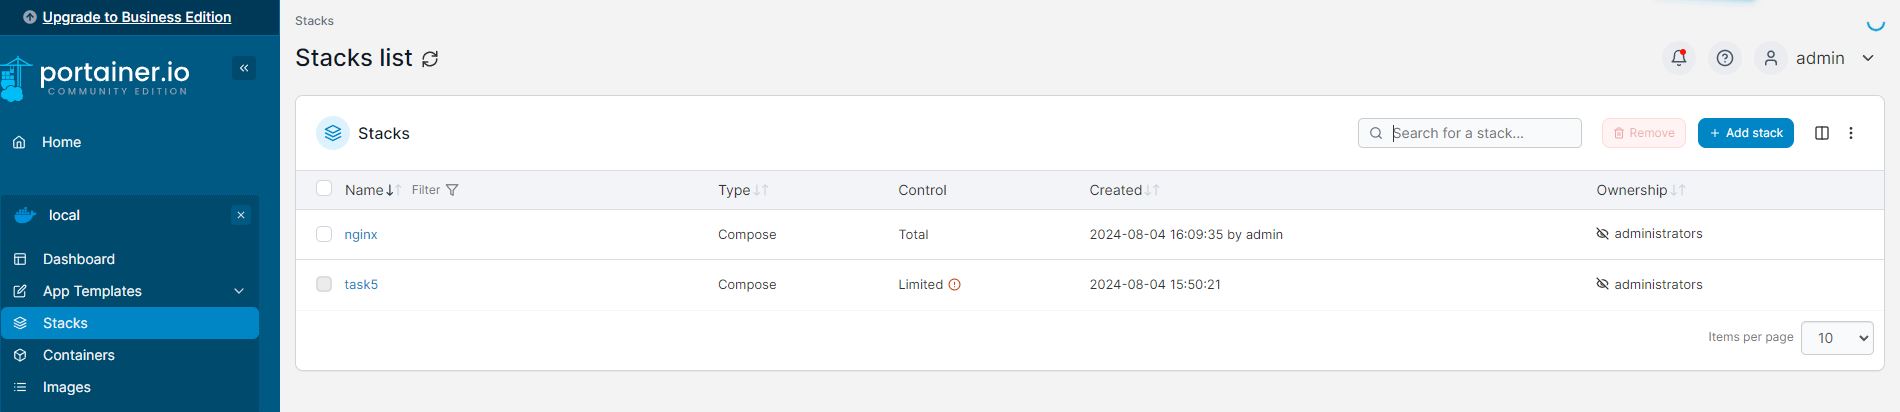 Upgrade to Business Edition
portainer.io
COMMUNITY EDITION
Home
local
Dashboard
App Templates
Stacks
Containers
Images
Stacks
Stacks list
admin
Stacks
Search for a stack...
Remove
+ Add stack
Name Filter Type Control Created Ownership
nginx Compose Total 2024-08-04 16:09:35 by admin administrators
task5 Compose Limited 2024-08-04 15:50:21 administrators
Items per page 10